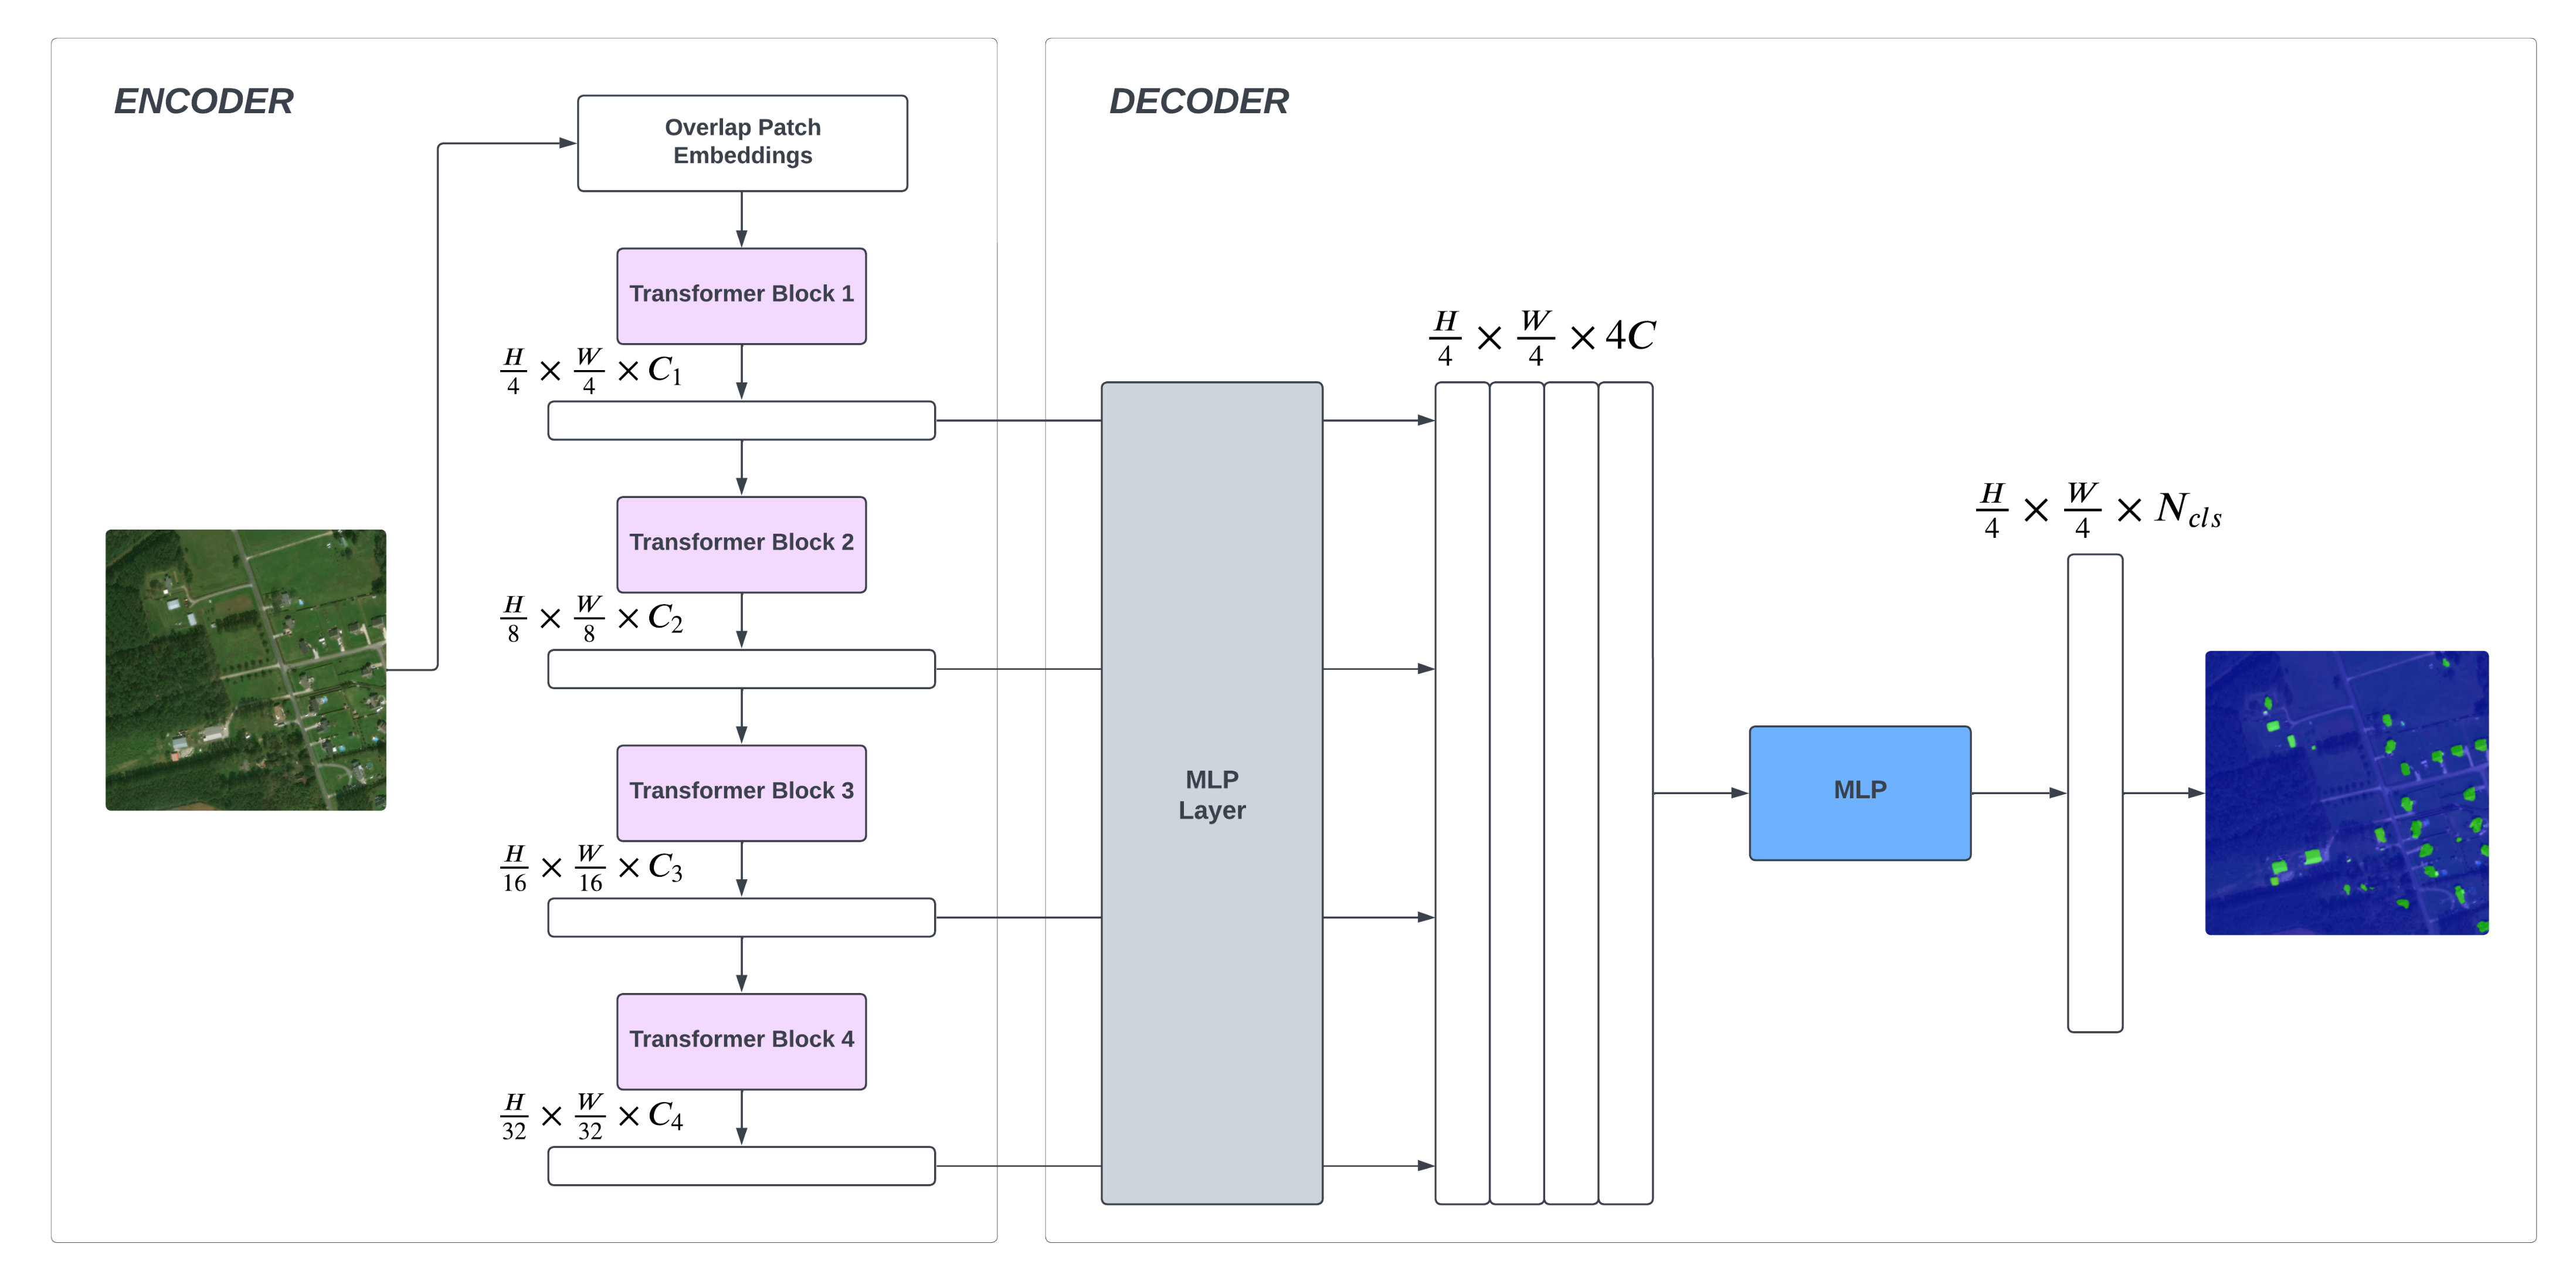 ENCODER
Overlap Patch
Embeddings
Transformer Block 1
H/4 × W/4 × C₁
Transformer Block 2
H/8 × W/8 × C₂
Transformer Block 3
H/16 × W/16 × C₃
Transformer Block 4
H/32 × W/32 × C₄
DECODER
MLP
Layer
H/4 × W/4 × 4C
MLP
H/4 × W/4 × N_cls